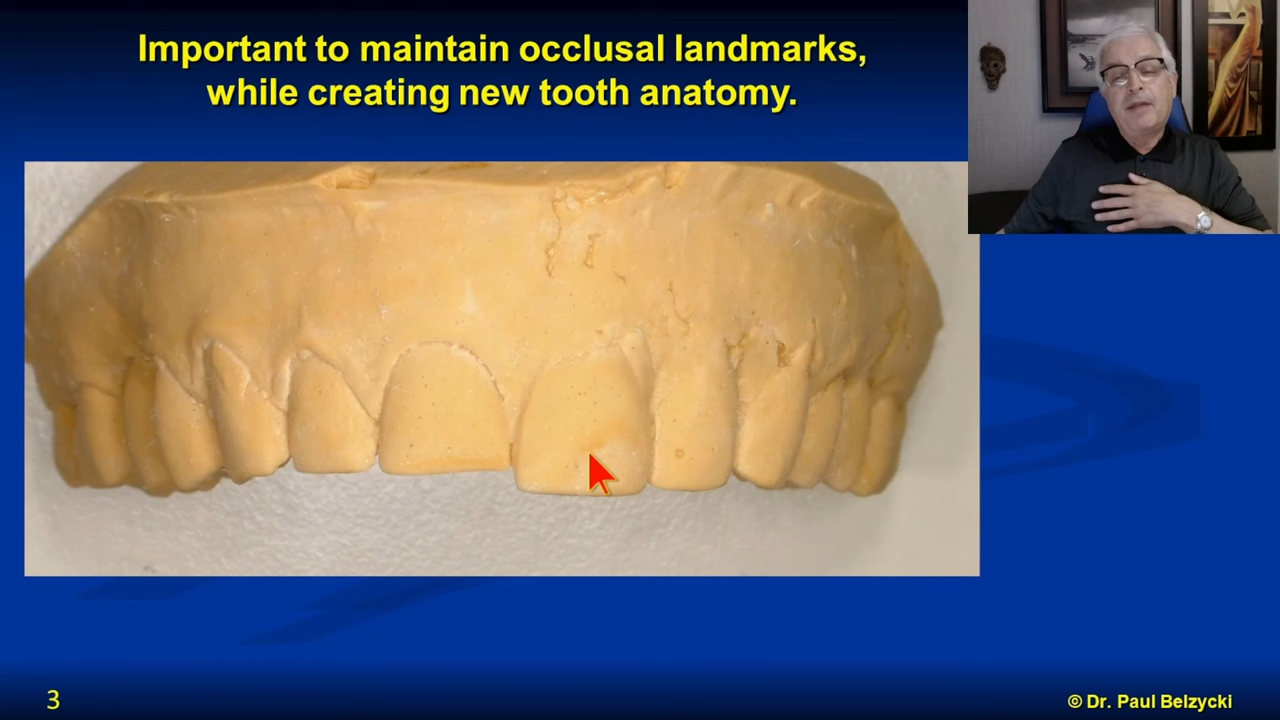 Important to maintain occlusal landmarks,
while creating new tooth anatomy.
3
© Dr. Paul Belzycki